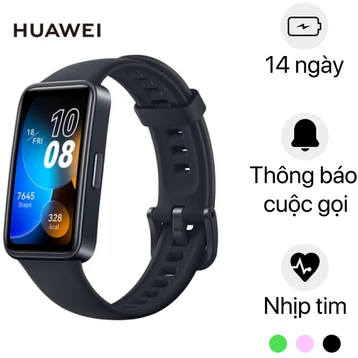 HUAWEI
18
FRI
10
08
7645
Steps
328
kcal
14 ngày
Thông báo
cuộc gọi
Nhịp tim